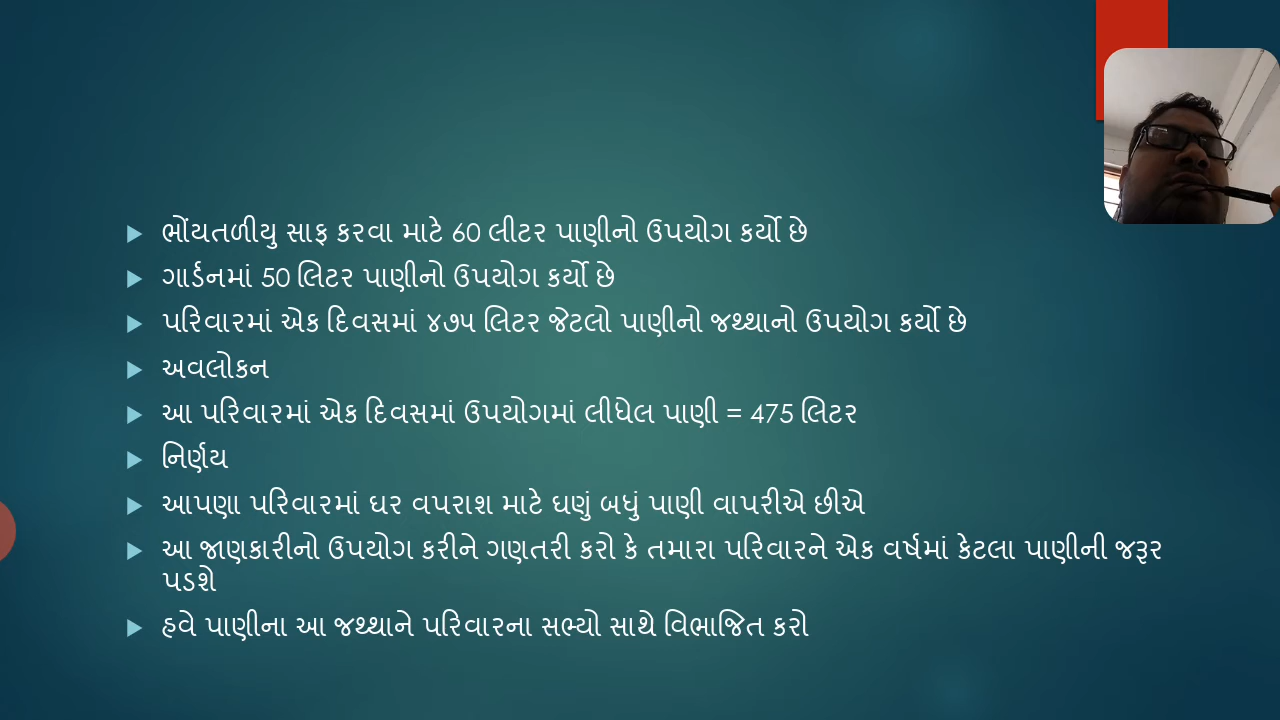 ભોંયતળીયુ સાફ કરવા માટે 60 લીટર પાણીનો ઉપયોગ કર્યો છે
ગાર્ડનમાં 50 લિટર પાણીનો ઉપયોગ કર્યો છે
પરિવારમાં એક દિવસમાં ૪૭૫ લિટર જેટલો પાણીનો જથ્થાનો ઉપયોગ કર્યો છે
અવલોકન
આ પરિવારમાં એક દિવસમાં ઉપયોગમાં લીધેલ પાણી = 475 લિટર
નિર્ણય
આપણા પરિવારમાં ઘર વપરાશ માટે ઘણું બધું પાણી વાપરીએ છીએ
આ જાણકારીનો ઉપયોગ કરીને ગણતરી કરો કે તમારા પરિવારને એક વર્ષમાં કેટલા પાણીની જરૂર
પડશે
હવે પાણીના આ જથ્થાને પરિવારના સભ્યો સાથે વિભાજિત કરો